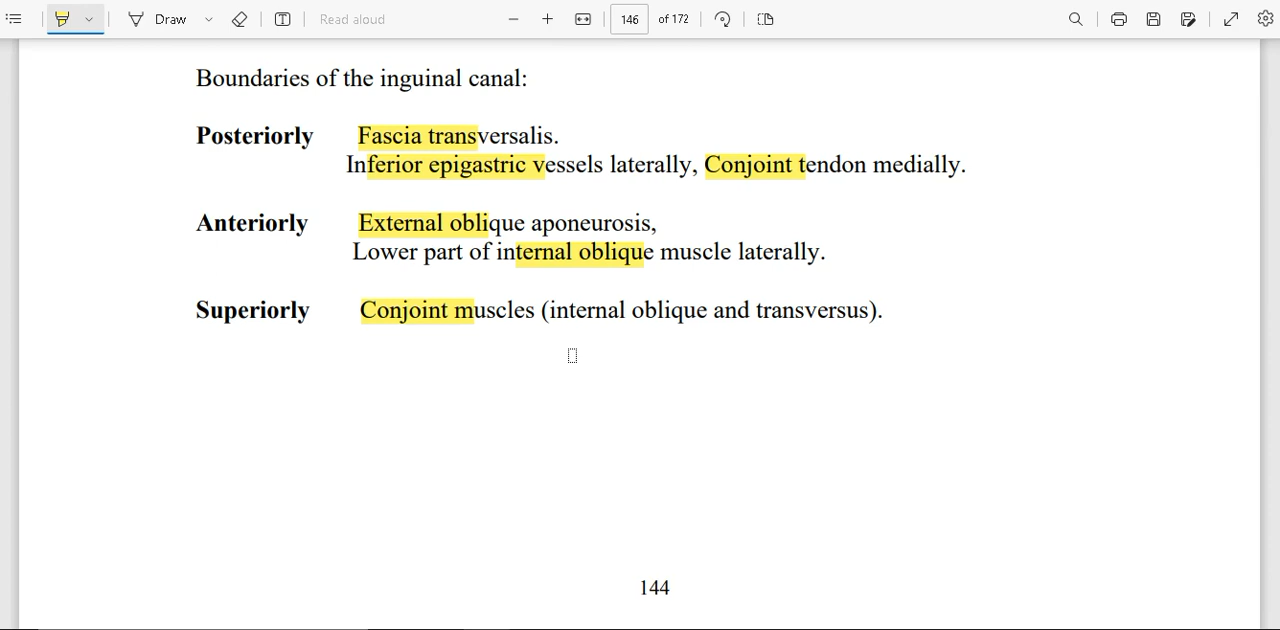 Draw Read aloud 146 of 172
Boundaries of the inguinal canal:
Posteriorly Fascia transversalis.
Inferior epigastric vessels laterally, Conjoint tendon medially.
Anteriorly External oblique aponeurosis,
Lower part of internal oblique muscle laterally.
Superiorly Conjoint muscles (internal oblique and transversus).
144